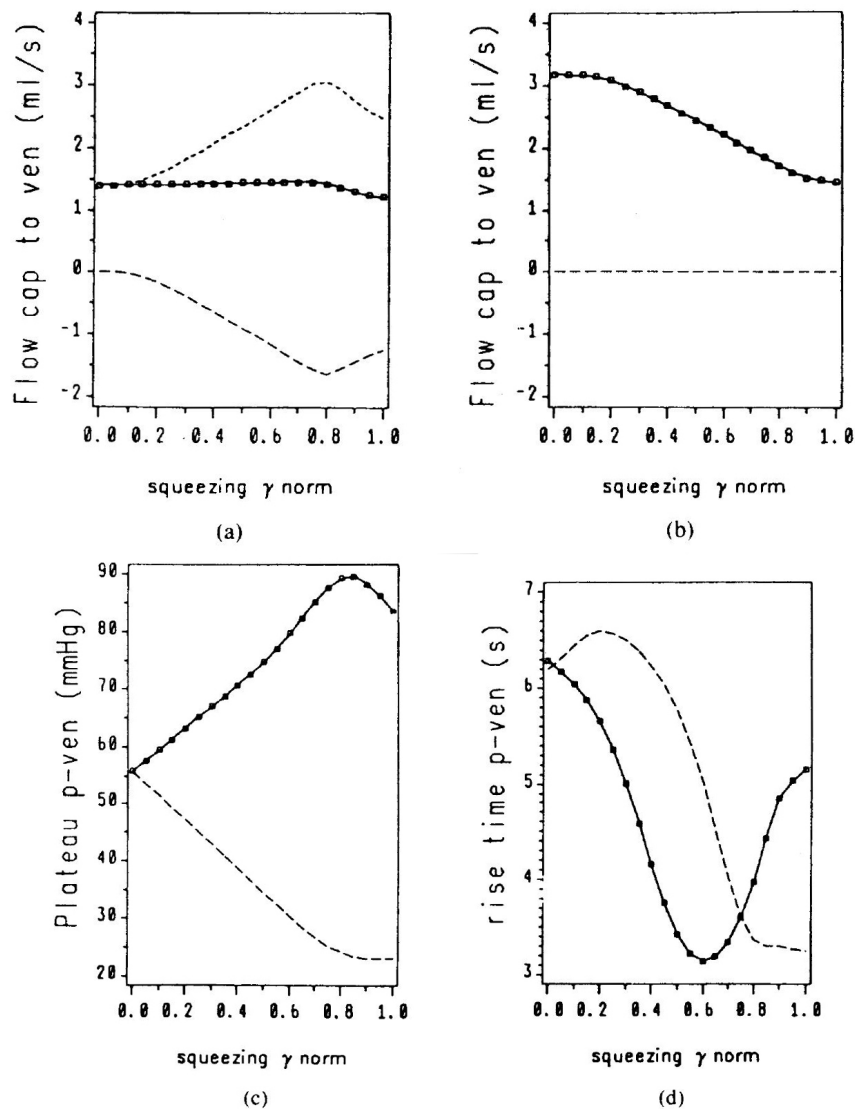 Flow cap to ven (ml/s)
4
3
2
1
0
-1
-2
0.0 0.2 0.4 0.6 0.8 1.0
squeezing γ norm
(a)
Flow cap to ven (ml/s)
4
3
2
1
0
-1
-2
0.0 0.2 0.4 0.6 0.8 1.0
squeezing γ norm
(b)
Plateau p-ven (mmHg)
90
80
70
60
50
40
30
20
0.0 0.2 0.4 0.6 0.8 1.0
squeezing γ norm
(c)
rise time p-ven (s)
7
6
5
4
3
0.0 0.2 0.4 0.6 0.8 1.0
squeezing γ norm
(d)